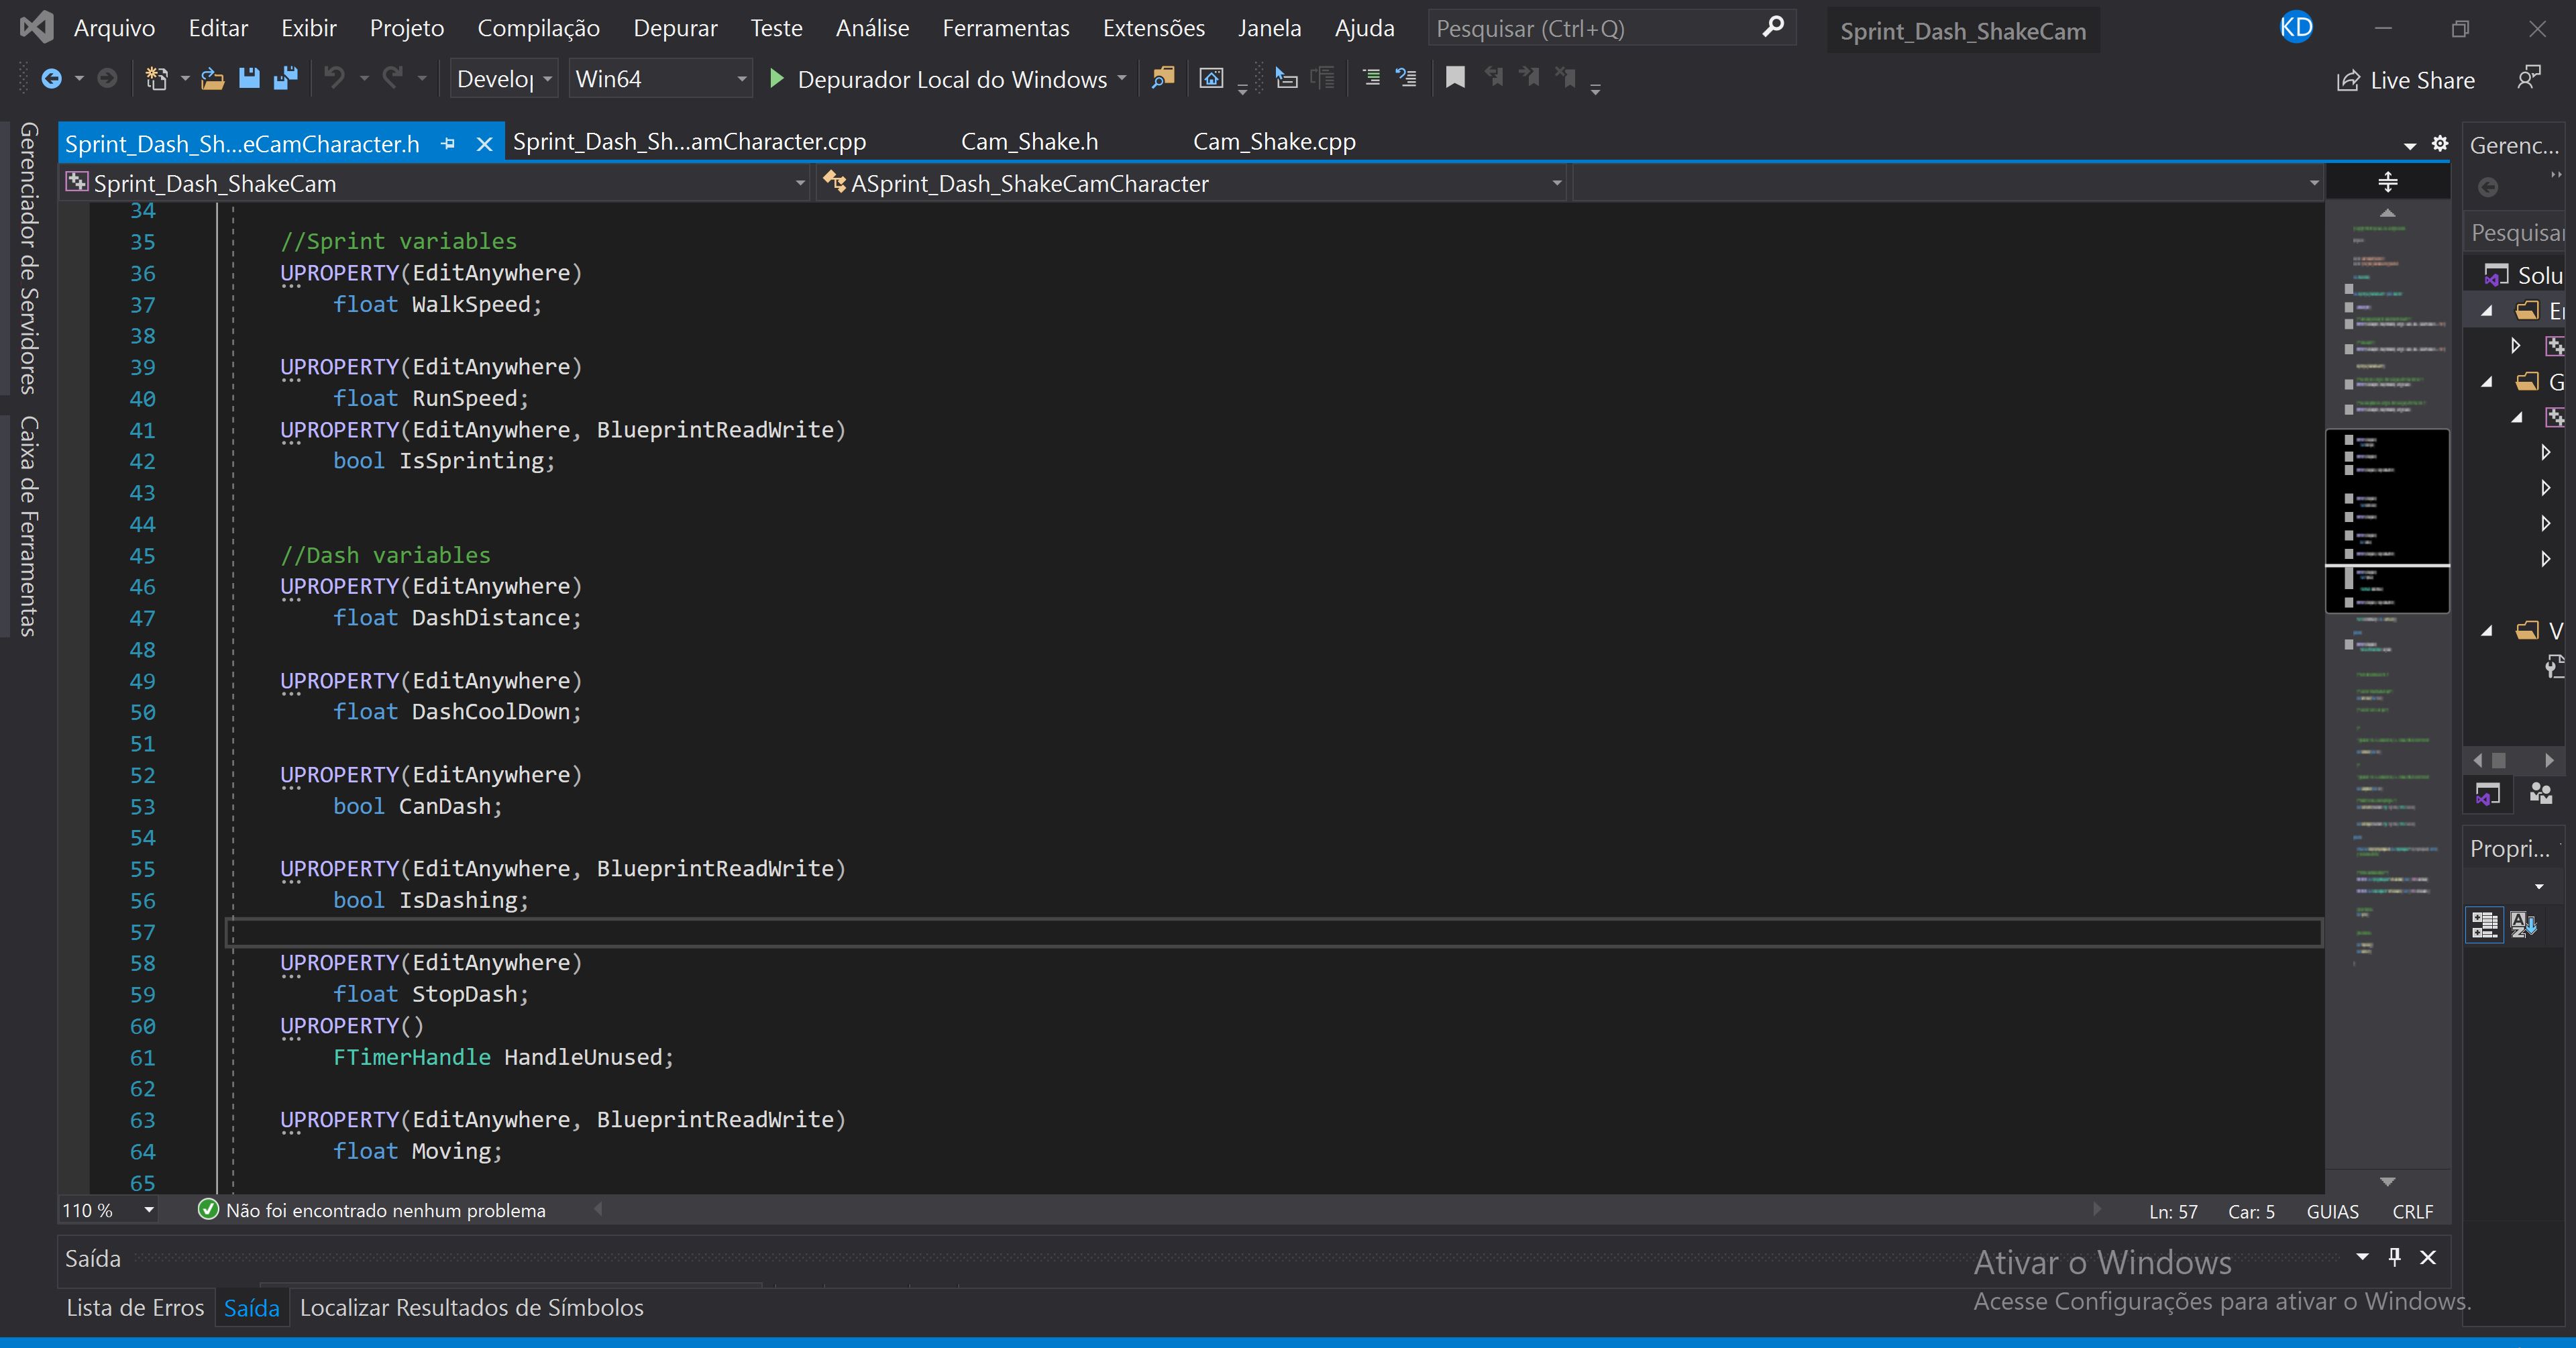 Arquivo Editar Exibir Projeto Compilação Depurar Teste Análise Ferramentas Extensões Janela Ajuda Pesquisar (Ctrl+Q) Sprint_Dash_ShakeCam KD
Develo Win64 Depurador Local do Windows Live Share
Gerenciador de Servidores
Caixa de Ferramentas
Sprint_Dash_Sh...eCamCharacter.h Sprint_Dash_Sh...amCharacter.cpp Cam_Shake.h Cam_Shake.cpp
Sprint_Dash_ShakeCam ASprint_Dash_ShakeCamCharacter
34
35 //Sprint variables
36 UPROPERTY(EditAnywhere)
37 float WalkSpeed;
38
39 UPROPERTY(EditAnywhere)
40 float RunSpeed;
41 UPROPERTY(EditAnywhere, BlueprintReadWrite)
42 bool IsSprinting;
43
44
45 //Dash variables
46 UPROPERTY(EditAnywhere)
47 float DashDistance;
48
49 UPROPERTY(EditAnywhere)
50 float DashCoolDown;
51
52 UPROPERTY(EditAnywhere)
53 bool CanDash;
54
55 UPROPERTY(EditAnywhere, BlueprintReadWrite)
56 bool IsDashing;
57
58 UPROPERTY(EditAnywhere)
59 float StopDash;
60 UPROPERTY()
61 FTimerHandle HandleUnused;
62
63 UPROPERTY(EditAnywhere, BlueprintReadWrite)
64 float Moving;
65
110 % Não foi encontrado nenhum problema Ln: 57 Car: 5 GUIAS CRLF
Gerenc...
Pesquisar
Solu
E
G
V
Propri...
Saída
Lista de Erros Saída Localizar Resultados de Símbolos
Ativar o Windows
Acesse Configurações para ativar o Windows.